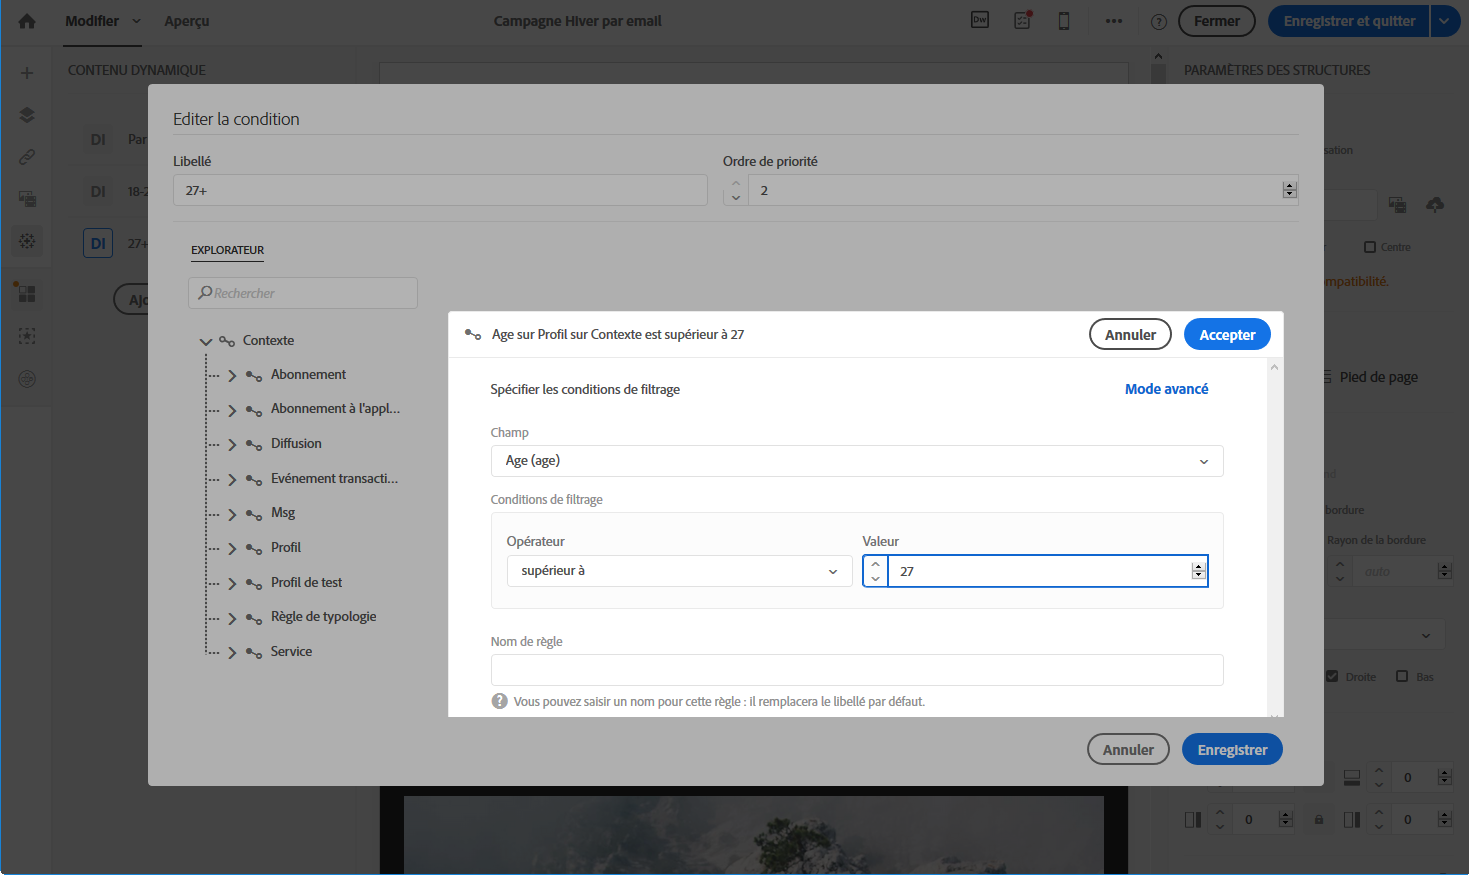 Modifier
Aperçu
Campagne Hiver par email
Dw
Fermer
Enregistrer et quitter
CONTENU DYNAMIQUE
PARAMÈTRES DES STRUCTURES
DI Par
DI 18-2
DI 27+
Ajo
Editer la condition
Libellé
27+
Ordre de priorité
2
EXPLORATEUR
Rechercher
Contexte
Abonnement
Abonnement à l'appl...
Diffusion
Evénement transacti...
Msg
Profil
Profil de test
Règle de typologie
Service
Age sur Profil sur Contexte est supérieur à 27
Annuler
Accepter
Spécifier les conditions de filtrage
Mode avancé
Champ
Age (age)
Conditions de filtrage
Opérateur
supérieur à
Valeur
27
Nom de règle
? Vous pouvez saisir un nom pour cette règle : il remplacera le libellé par défaut.
Annuler
Enregistrer
sation
Centre
mpatibilité.
Pied de page
nd
bordure
Rayon de la bordure
auto
Droite
Bas
0
0
0